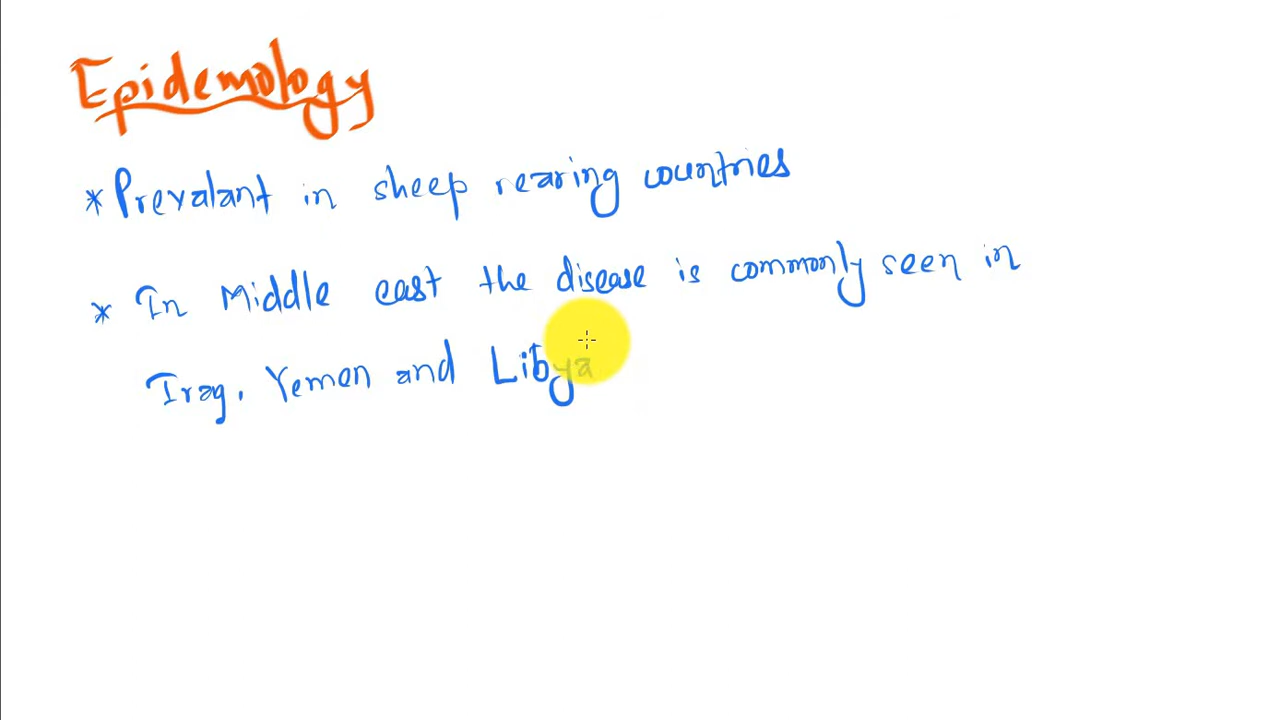 Epidemology
* Prevalant in sheep rearing countries
* In Middle east the disease is commonly seen in
Iraq, Yemen and Libya